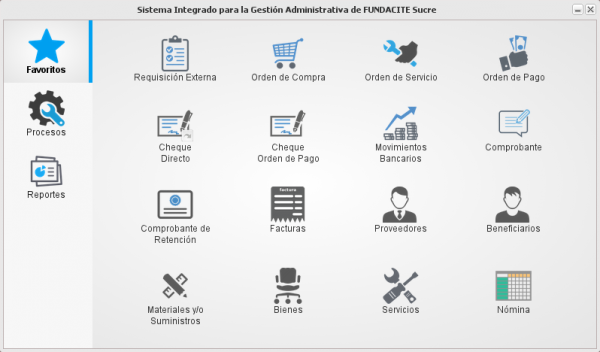 Sistema Integrado para la Gestión Administrativa de FUNDACITE Sucre
Favoritos
Procesos
Reportes
Requisición Externa
Orden de Compra
Orden de Servicio
Orden de Pago
Cheque
Directo
Cheque
Orden de Pago
Movimientos
Bancarios
Comprobante
Comprobante de
Retención
factura
Facturas
Proveedores
Beneficiarios
Materiales y/o
Suministros
Bienes
Servicios
Nómina